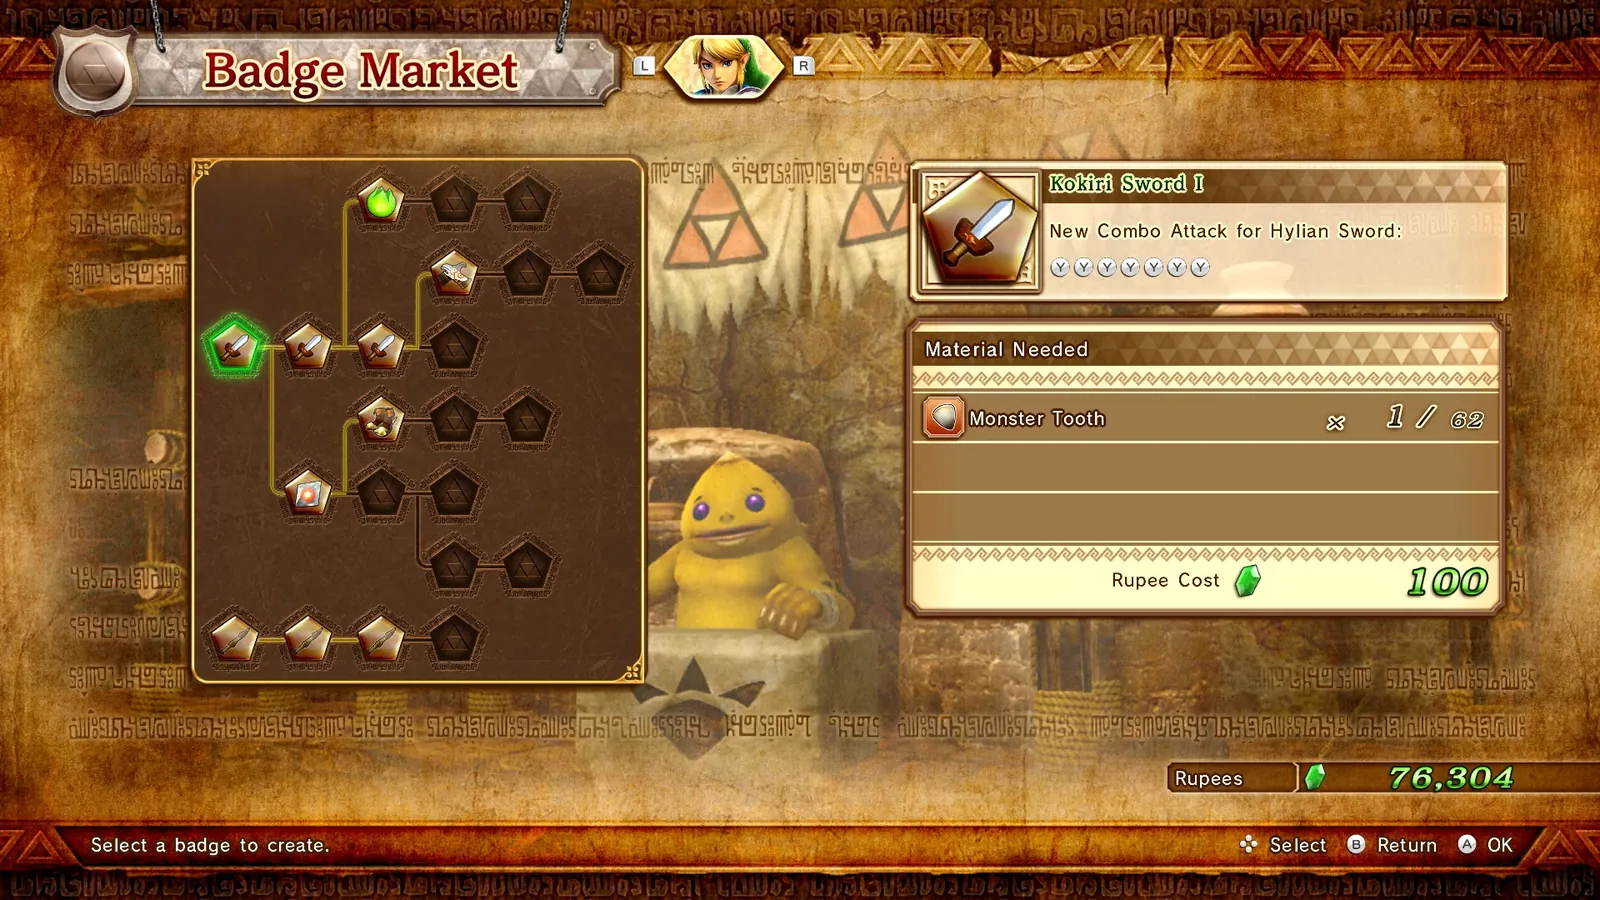 Badge Market
L R
Kokiri Sword I
New Combo Attack for Hylian Sword:
Y Y Y Y Y Y Y
Material Needed
Monster Tooth × 1 / 62
Rupee Cost 100
Rupees 76,304
Select a badge to create.
Select B Return A OK